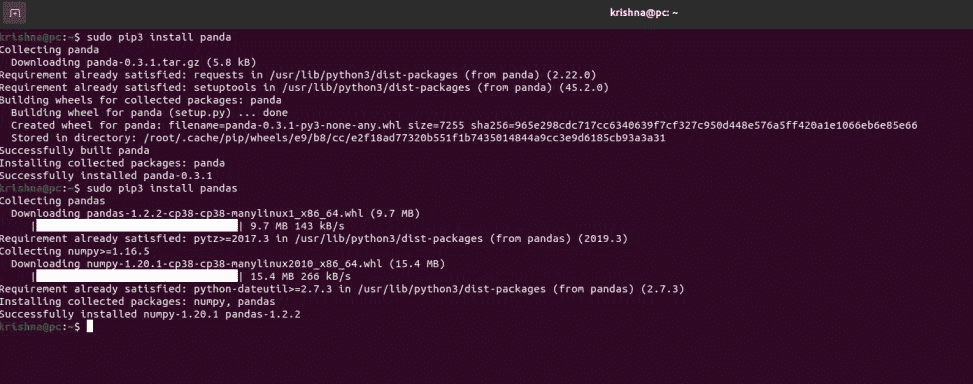 krishna@pc: ~
krishna@pc:~$ sudo pip3 install panda
Collecting panda
  Downloading panda-0.3.1.tar.gz (5.8 kB)
Requirement already satisfied: requests in /usr/lib/python3/dist-packages (from panda) (2.22.0)
Requirement already satisfied: setuptools in /usr/lib/python3/dist-packages (from panda) (45.2.0)
Building wheels for collected packages: panda
  Building wheel for panda (setup.py) ... done
  Created wheel for panda: filename=panda-0.3.1-py3-none-any.whl size=7255 sha256=965e298cdc717cc6340639f7cf327c950d448e576a5ff420a1e1066eb6e85e66
  Stored in directory: /root/.cache/pip/wheels/e9/b8/cc/e2f18ad77320b551f1b7435014844a9cc3e9d6185cb93a3a31
Successfully built panda
Installing collected packages: panda
Successfully installed panda-0.3.1
krishna@pc:~$ sudo pip3 install pandas
Collecting pandas
  Downloading pandas-1.2.2-cp38-cp38-manylinux1_x86_64.whl (9.7 MB)
     |████████████████████████████████| 9.7 MB 143 kB/s
Requirement already satisfied: pytz>=2017.3 in /usr/lib/python3/dist-packages (from pandas) (2019.3)
Collecting numpy>=1.16.5
  Downloading numpy-1.20.1-cp38-cp38-manylinux2010_x86_64.whl (15.4 MB)
     |████████████████████████████████| 15.4 MB 266 kB/s
Requirement already satisfied: python-dateutil>=2.7.3 in /usr/lib/python3/dist-packages (from pandas) (2.7.3)
Installing collected packages: numpy, pandas
Successfully installed numpy-1.20.1 pandas-1.2.2
krishna@pc:~$